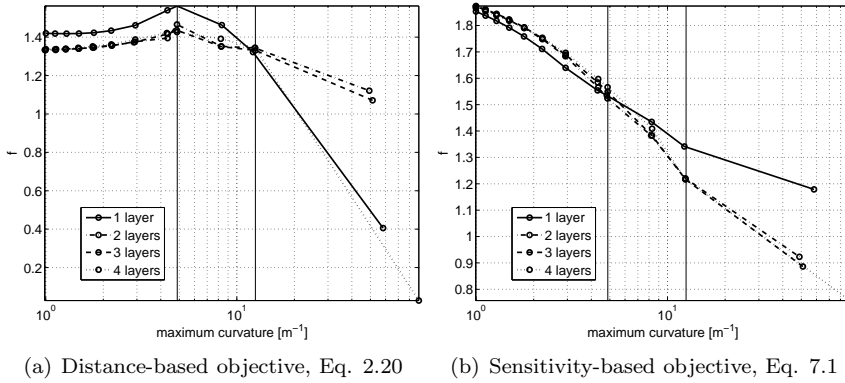 1.4
1.2
1
0.8
0.6
0.4
0.2
f
10^0
10^1
maximum curvature [m^-1]
1 layer
2 layers
3 layers
4 layers
(a) Distance-based objective, Eq. 2.20
1.8
1.7
1.6
1.5
1.4
1.3
1.2
1.1
1
0.9
0.8
f
10^0
10^1
maximum curvature [m^-1]
1 layer
2 layers
3 layers
4 layers
(b) Sensitivity-based objective, Eq. 7.1